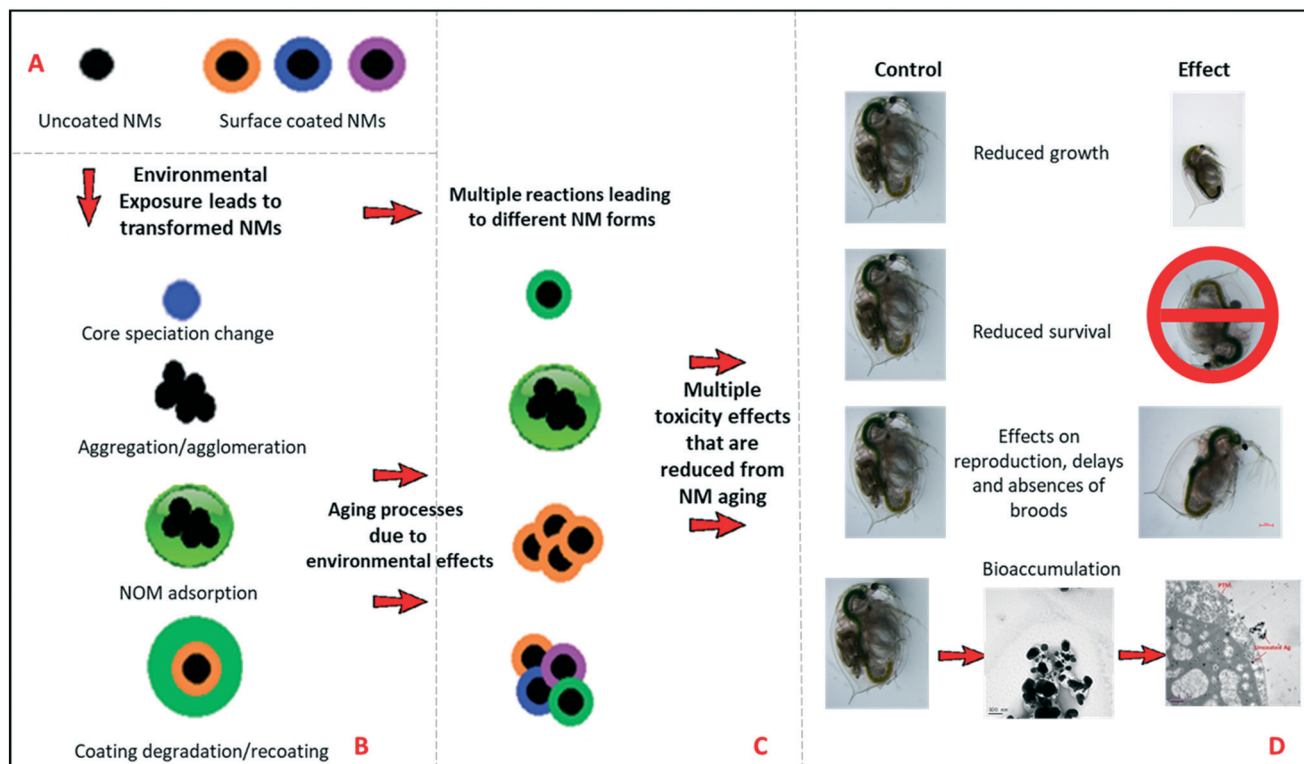 A
Uncoated NMs
Surface coated NMs
Environmental
Exposure leads to
transformed NMs
Core speciation change
Aggregation/agglomeration
NOM adsorption
Coating degradation/recoating
B
Aging processes
due to
environmental effects
Multiple reactions leading
to different NM forms
C
Multiple
toxicity effects
that are
reduced from
NM aging
Control
Effect
Reduced growth
Reduced survival
Effects on
reproduction, delays
and absences of
broods
Bioaccumulation
PTM
Uncoated Ag
D